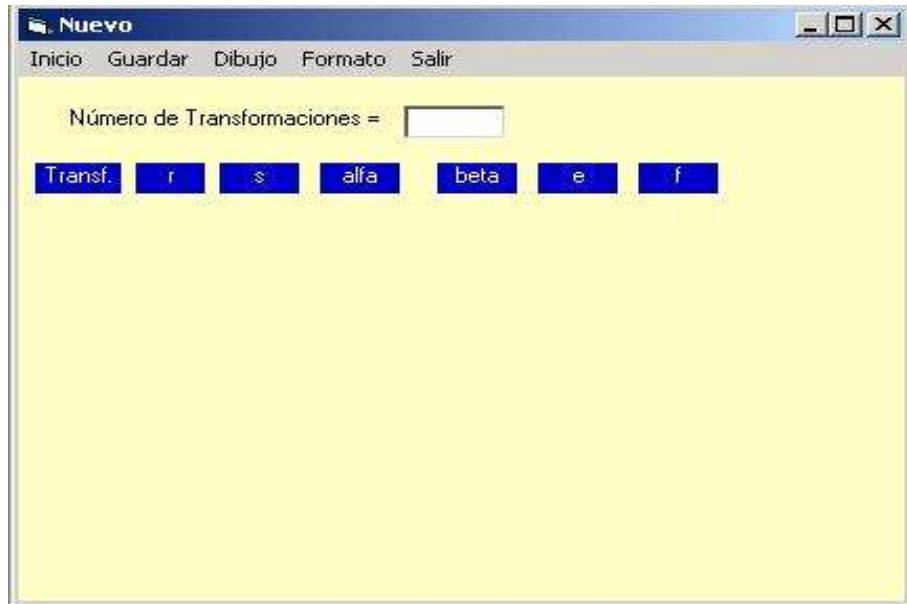 Nuevo
Inicio Guardar Dibujo Formato Salir
Número de Transformaciones =
Transf. r s alfa beta e f